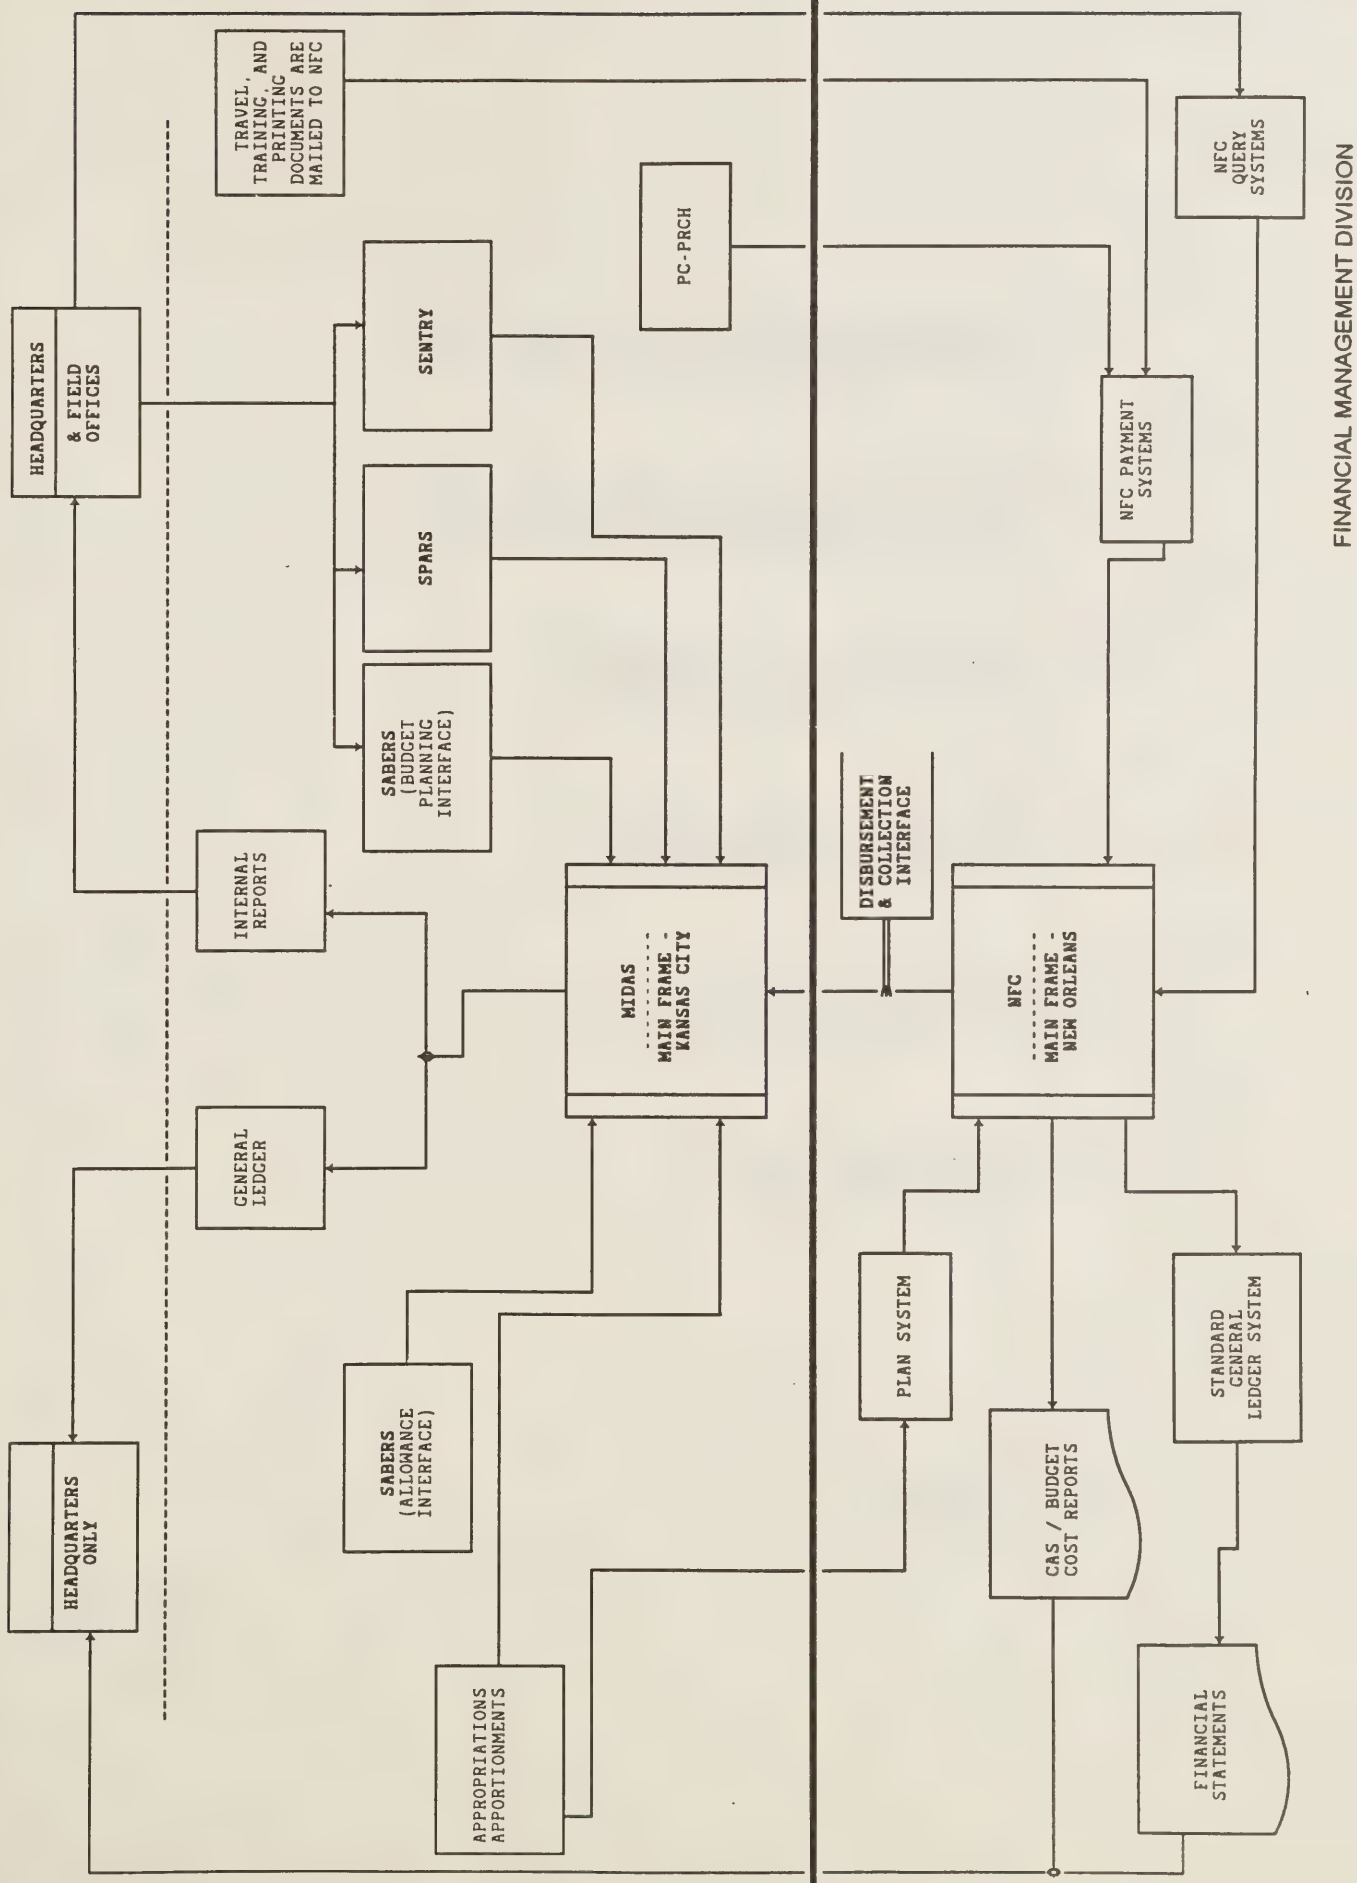 HEADQUARTERS
ONLY
HEADQUARTERS
& FIELD
OFFICES
GENERAL
LEDGER
INTERNAL
REPORTS
TRAVEL,
TRAINING, AND
PRINTING
DOCUMENTS ARE
MAILED TO NFC
SABERS
(ALLOWANCE
INTERFACE)
SABERS
(BUDGET
PLANNING
INTERFACE)
SPARS
SENTRY
APPROPRIATIONS
APPORTIONMENTS
MIDAS
-----------
MAIN FRAME -
KANSAS CITY
PC-PRCH
DISBURSEMENT
& COLLECTION
INTERFACE
PLAN SYSTEM
CAS / BUDGET
COST REPORTS
NFC
-----------
MAIN FRAME -
NEW ORLEANS
NFC PAYMENT
SYSTEMS
FINANCIAL
STATEMENTS
STANDARD
GENERAL
LEDGER SYSTEM
NFC
QUERY
SYSTEMS
FINANCIAL MANAGEMENT DIVISION